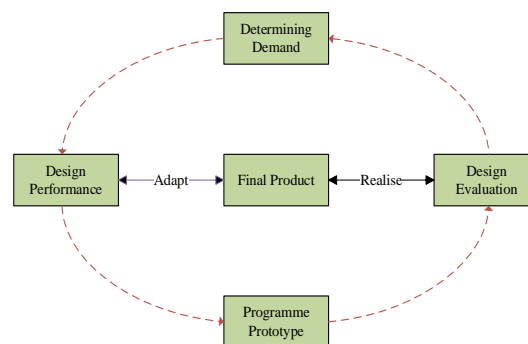 Determining
Demand
Design
Performance
Adapt
Final Product
Realise
Design
Evaluation
Programme
Prototype